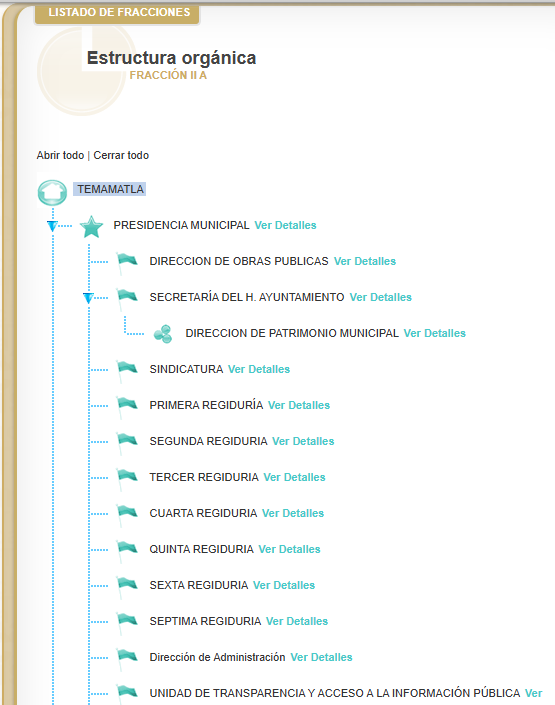 LISTADO DE FRACCIONES
Estructura orgánica
FRACCIÓN II A
Abrir todo | Cerrar todo
TEMAMATLA
PRESIDENCIA MUNICIPAL Ver Detalles
DIRECCION DE OBRAS PUBLICAS Ver Detalles
SECRETARÍA DEL H. AYUNTAMIENTO Ver Detalles
DIRECCION DE PATRIMONIO MUNICIPAL Ver Detalles
SINDICATURA Ver Detalles
PRIMERA REGIDURÍA Ver Detalles
SEGUNDA REGIDURIA Ver Detalles
TERCER REGIDURIA Ver Detalles
CUARTA REGIDURIA Ver Detalles
QUINTA REGIDURIA Ver Detalles
SEXTA REGIDURIA Ver Detalles
SEPTIMA REGIDURIA Ver Detalles
Dirección de Administración Ver Detalles
UNIDAD DE TRANSPARENCIA Y ACCESO A LA INFORMACIÓN PÚBLICA Ver